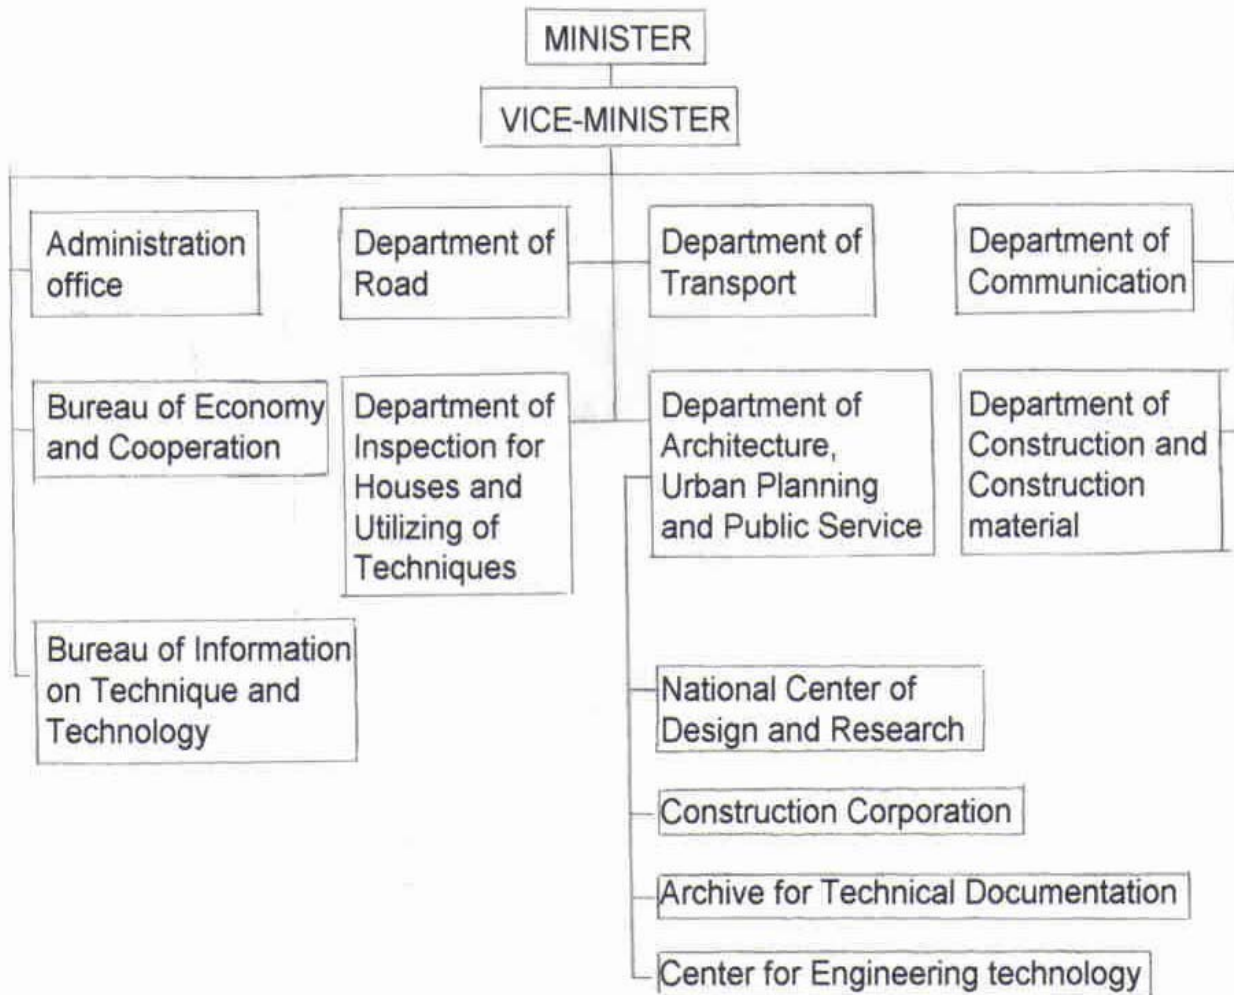 MINISTER
VICE-MINISTER
Administration
office
Department of
Road
Department of
Transport
Department of
Communication
Bureau of Economy
and Cooperation
Department of
Inspection for
Houses and
Utilizing of
Techniques
Department of
Architecture,
Urban Planning
and Public Service
Department of
Construction and
Construction
material
Bureau of Information
on Technique and
Technology
National Center of
Design and Research
Construction Corporation
Archive for Technical Documentation
Center for Engineering technology